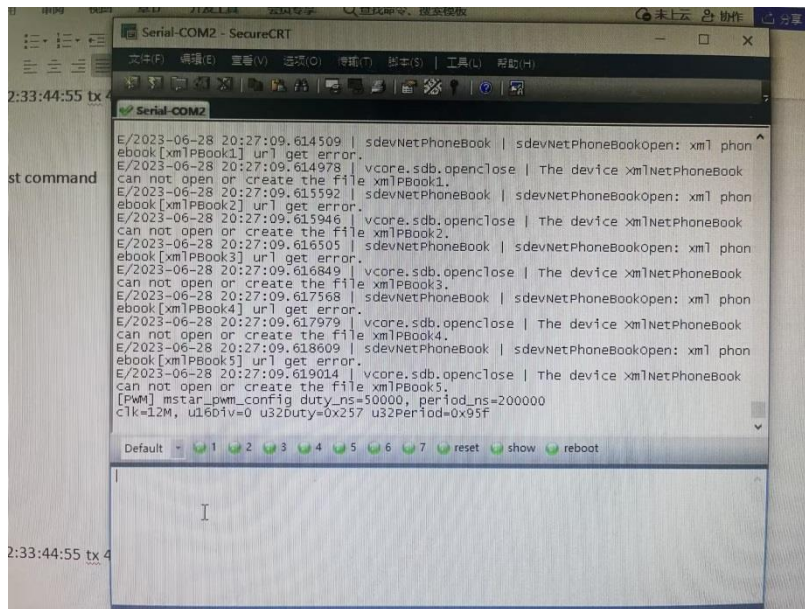 查找命令、搜索模板
未上云 协作 分享
Serial-COM2 - SecureCRT
文件(F) 编辑(E) 查看(V) 选项(O) 传输(T) 脚本(S) 工具(L) 帮助(H)
2:33:44:55 tx 4
Serial-COM2
E/2023-06-28 20:27:09.614509 | sdevNetPhoneBook | sdevNetPhoneBookOpen: xml phon
ebook[xmlPBook1] url get error.
E/2023-06-28 20:27:09.614978 | vcore.sdb.openclose | The device XmlNetPhoneBook
can not open or create the file xmlPBook1.
st command
E/2023-06-28 20:27:09.615592 | sdevNetPhoneBook | sdevNetPhoneBookOpen: xml phon
ebook[xmlPBook2] url get error.
E/2023-06-28 20:27:09.615946 | vcore.sdb.openclose | The device XmlNetPhoneBook
can not open or create the file xmlPBook2.
E/2023-06-28 20:27:09.616505 | sdevNetPhoneBook | sdevNetPhoneBookOpen: xml phon
ebook[xmlPBook3] url get error.
E/2023-06-28 20:27:09.616849 | vcore.sdb.openclose | The device XmlNetPhoneBook
can not open or create the file xmlPBook3.
E/2023-06-28 20:27:09.617568 | sdevNetPhoneBook | sdevNetPhoneBookOpen: xml phon
ebook[xmlPBook4] url get error.
E/2023-06-28 20:27:09.617979 | vcore.sdb.openclose | The device XmlNetPhoneBook
can not open or create the file xmlPBook4.
E/2023-06-28 20:27:09.618609 | sdevNetPhoneBook | sdevNetPhoneBookOpen: xml phon
ebook[xmlPBook5] url get error.
E/2023-06-28 20:27:09.619014 | vcore.sdb.openclose | The device XmlNetPhoneBook
can not open or create the file xmlPBook5.
[PWM] mstar_pwm_config duty_ns=50000, period_ns=200000
clk=12M, u16Div=0 u32Duty=0x257 u32Period=0x95f
Default 1 2 3 4 5 6 7 reset show reboot
2:33:44:55 tx 4